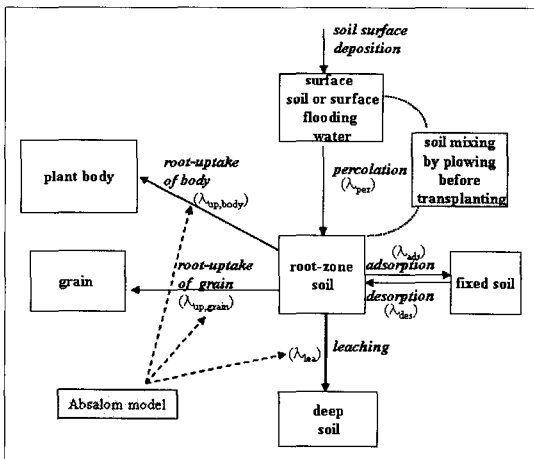 soil surface
deposition
surface
soil or surface
flooding
water
soil mixing
by plowing
before
transplanting
percolation
(λper)
plant body
root-uptake
of body
(λup,body)
grain
root-uptake
of grain
(λup,grain)
root-zone
soil
(λads)
adsorption
desorption
(λdes)
fixed soil
leaching
(λlea)
Absalom model
deep
soil